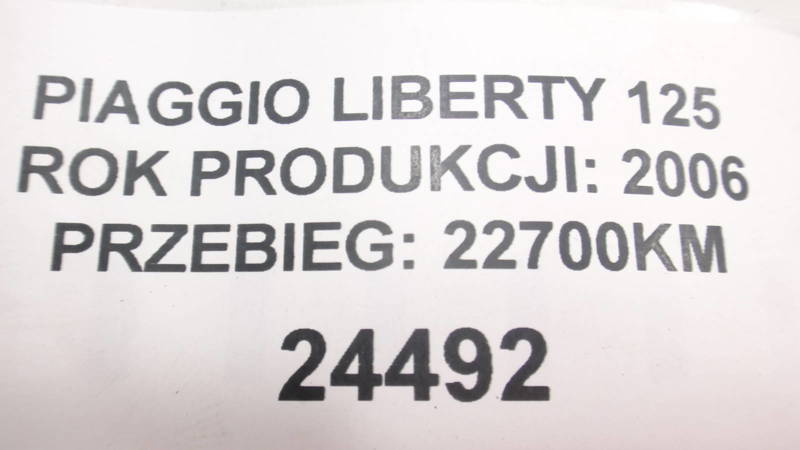 PIAGGIO LIBERTY 125
ROK PRODUKCJI: 2006
PRZEBIEG: 22700KM
24492